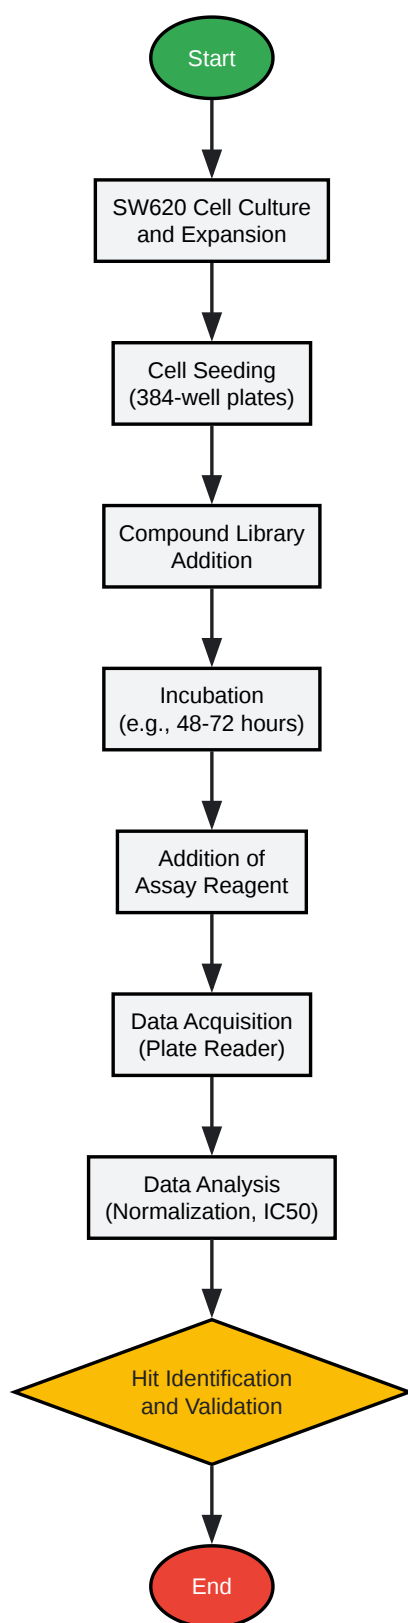 Start
SW620 Cell Culture
and Expansion
Cell Seeding
(384-well plates)
Compound Library
Addition
Incubation
(e.g., 48-72 hours)
Addition of
Assay Reagent
Data Acquisition
(Plate Reader)
Data Analysis
(Normalization, IC50)
Hit Identification
and Validation
End